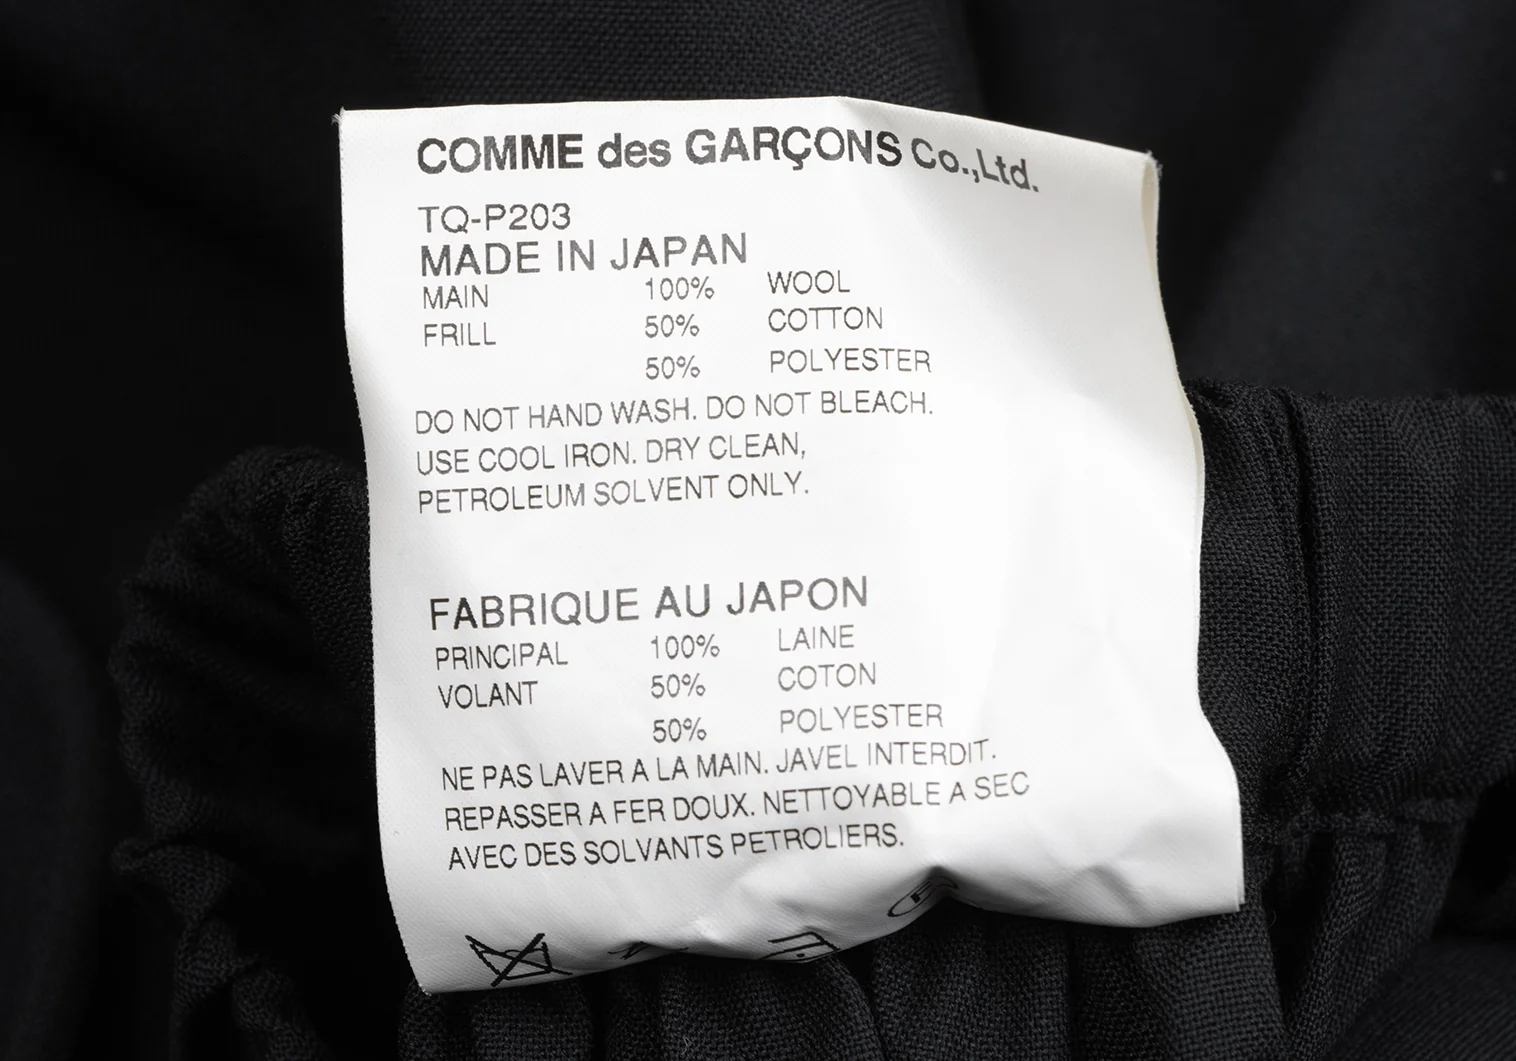 COMME des GARÇONS Co.,Ltd.
TQ-P203
MADE IN JAPAN
MAIN 100% WOOL
FRILL 50% COTTON
50% POLYESTER
DO NOT HAND WASH. DO NOT BLEACH.
USE COOL IRON. DRY CLEAN,
PETROLEUM SOLVENT ONLY.
FABRIQUE AU JAPON
PRINCIPAL 100% LAINE
VOLANT 50% COTON
50% POLYESTER
NE PAS LAVER A LA MAIN. JAVEL INTERDIT.
REPASSER A FER DOUX. NETTOYABLE A SEC
AVEC DES SOLVANTS PETROLIERS.